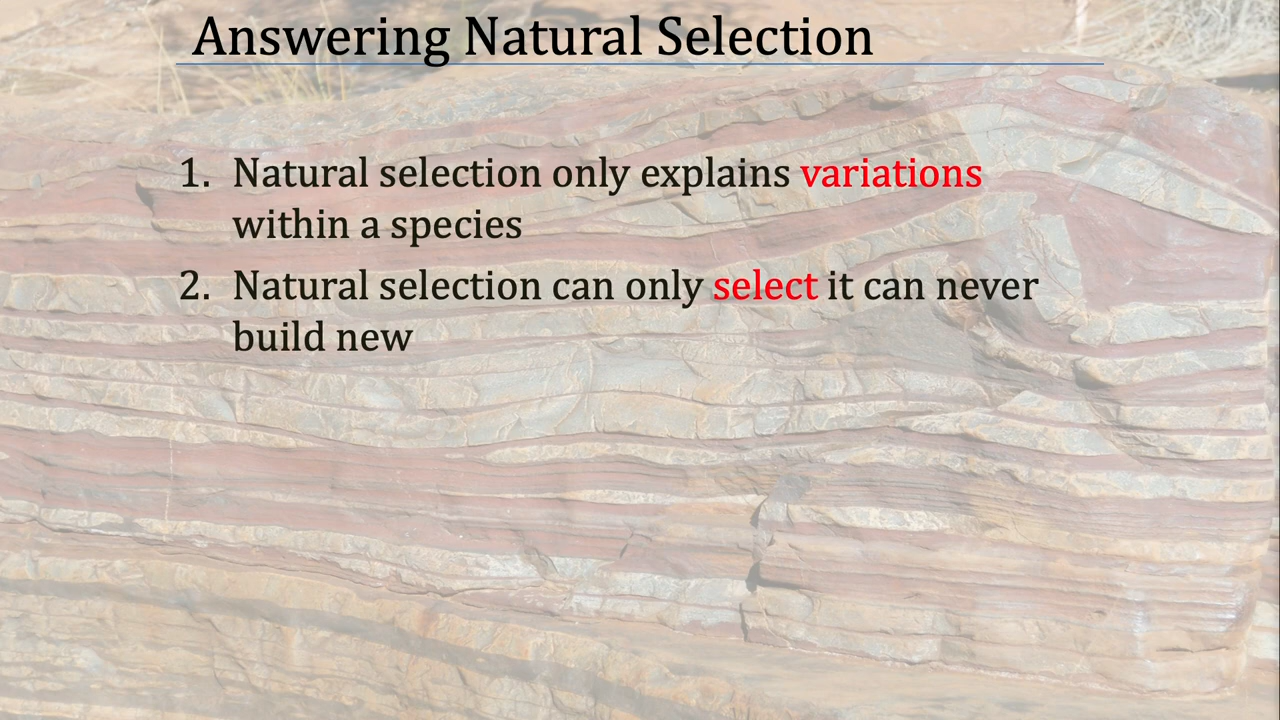 Answering Natural Selection
1. Natural selection only explains variations
within a species
2. Natural selection can only select it can never
build new